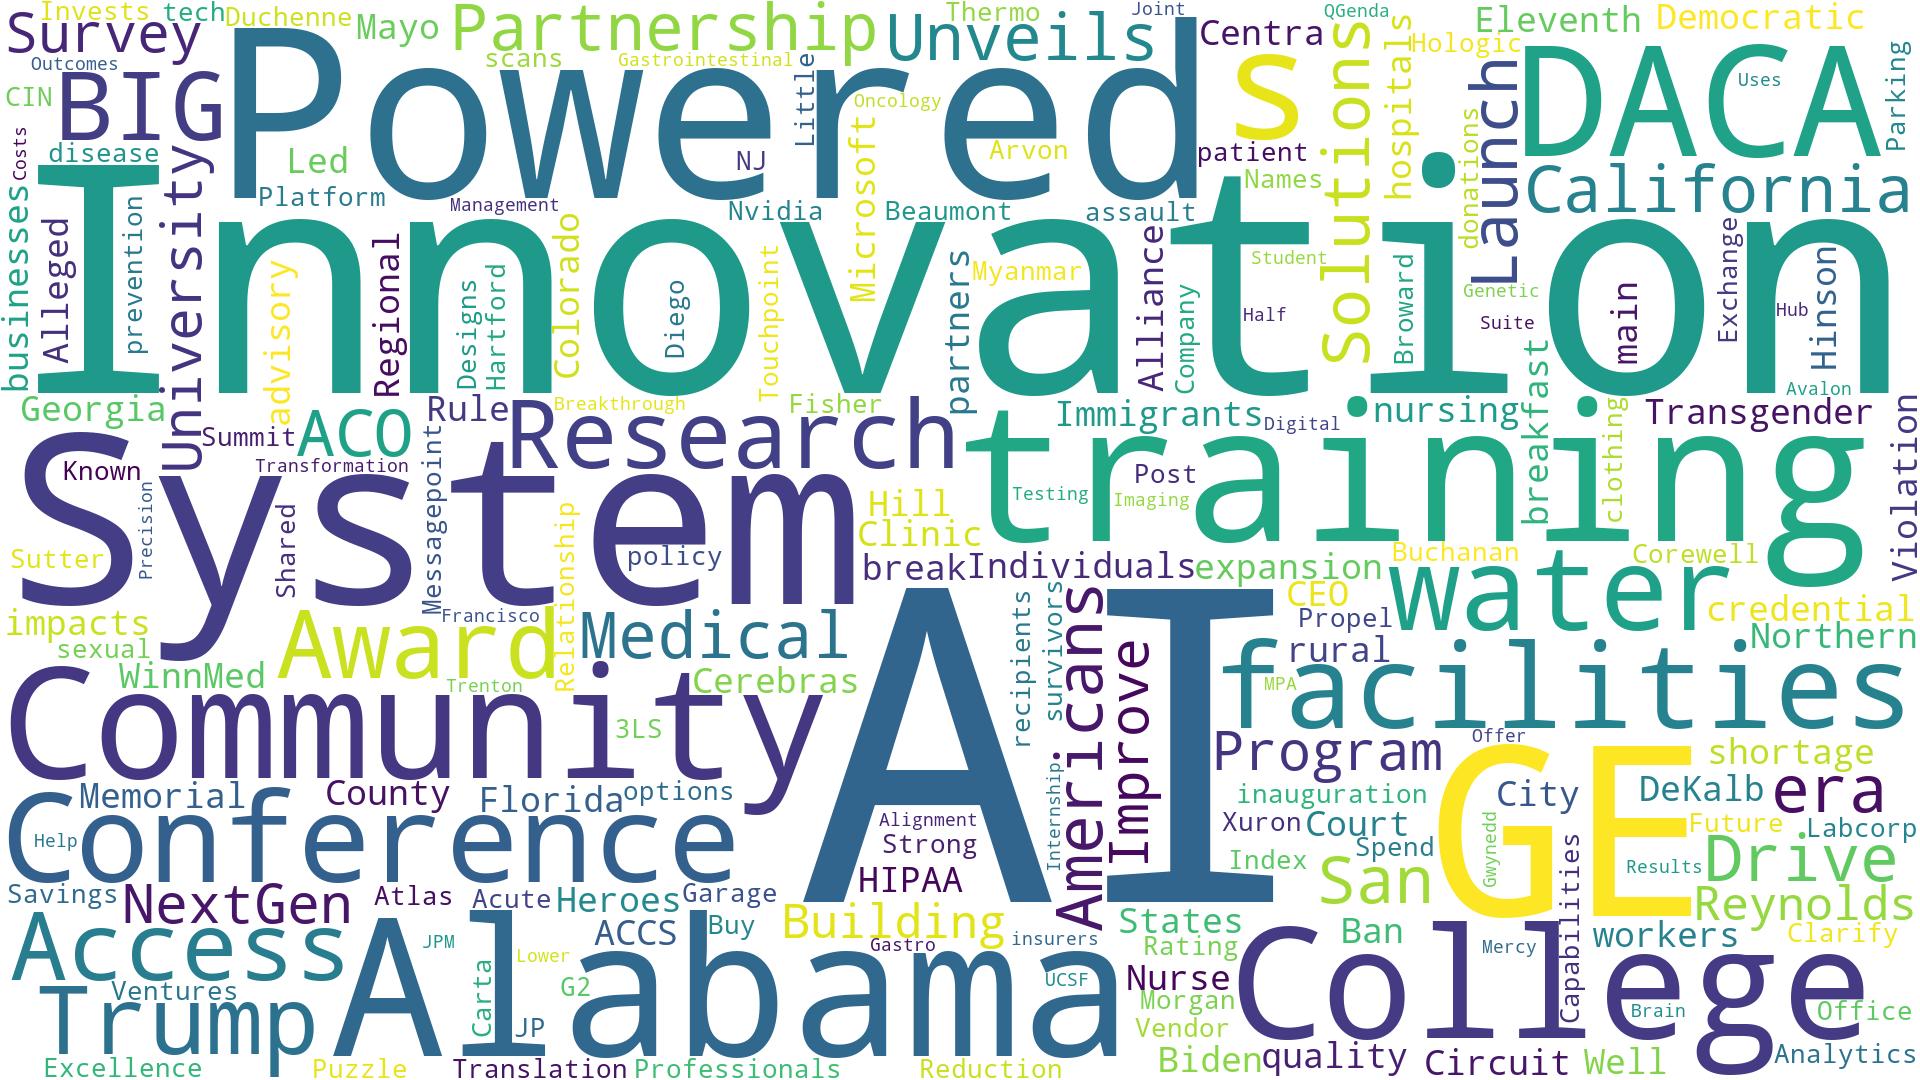 Invests
tech
Duchenne
Mayo
Partnership
Thermo
Joint
QGenda
Eleventh
Democratic
Survey
Unveils
Centra
Hologic
Outcomes
scans
Gastrointestinal
BIG
Powered
s
DACA
CIN
Little
Oncology
Solutions
hospitals
Launch
Uses
Parking
Costs
disease
Led
NJ
Microsoft
Arvon
patient
donations
businesses
University
Platform
Management
Nvidia
Beaumont
assault
Names
California
Innovation
Alleged
prevention
advisory
Regional
Designs
Hartford
Colorado
Diego
Touchpoint
partners
Myanmar
Alliance
Company
Student
Half
Broward
Genetic
Suite
main
Exchange
Hub
Hinson
Georgia
Summit
ACO
Rule
Research
Breakthrough
Fisher
Immigrants
Digital
nursing
breakfast
clothing
Transgender
Avalon
Violation
Known
Transformation
System
Messagepoint
training
Testing
Post
Imaging
Precision
Shared
Relationship
policy
Hill
Clinic
Sutter
break
Individuals
expansion
Buchanan
Corewell
water
impacts
sexual
Award
Francisco
Medical
recipients
survivors
Americans
Improve
CEO
Propel
rural
credential
Northern
WinnMed
Trenton
Cerebras
AI
MPA
facilities
Community
3LS
Program
Offer
shortage
Memorial
County
Florida
options
Internship
inauguration
City
GE
DeKalb
era
Conference
Help
Alignment
Strong
Xuron
Court
Spend
Gwynedd
Future
Labcorp
HIPAA
Index
San
Capabilities
Results
Drive
Savings
NextGen
Atlas
Acute
Heroes
Garage
Reynolds
Access
ACCS
Buy
Building
Gastro
insurers
States
Rating
Ban
College
Mercy
workers
Clarify
JPM
Lower
Alabama
UCSF
Nurse
Ventures
Trump
Carta
G2
JP
Morgan
Vendor
Brain
Office
Excellence
Puzzle
Translation
Professionals
Reduction
Biden
quality
Circuit
Well
Analytics